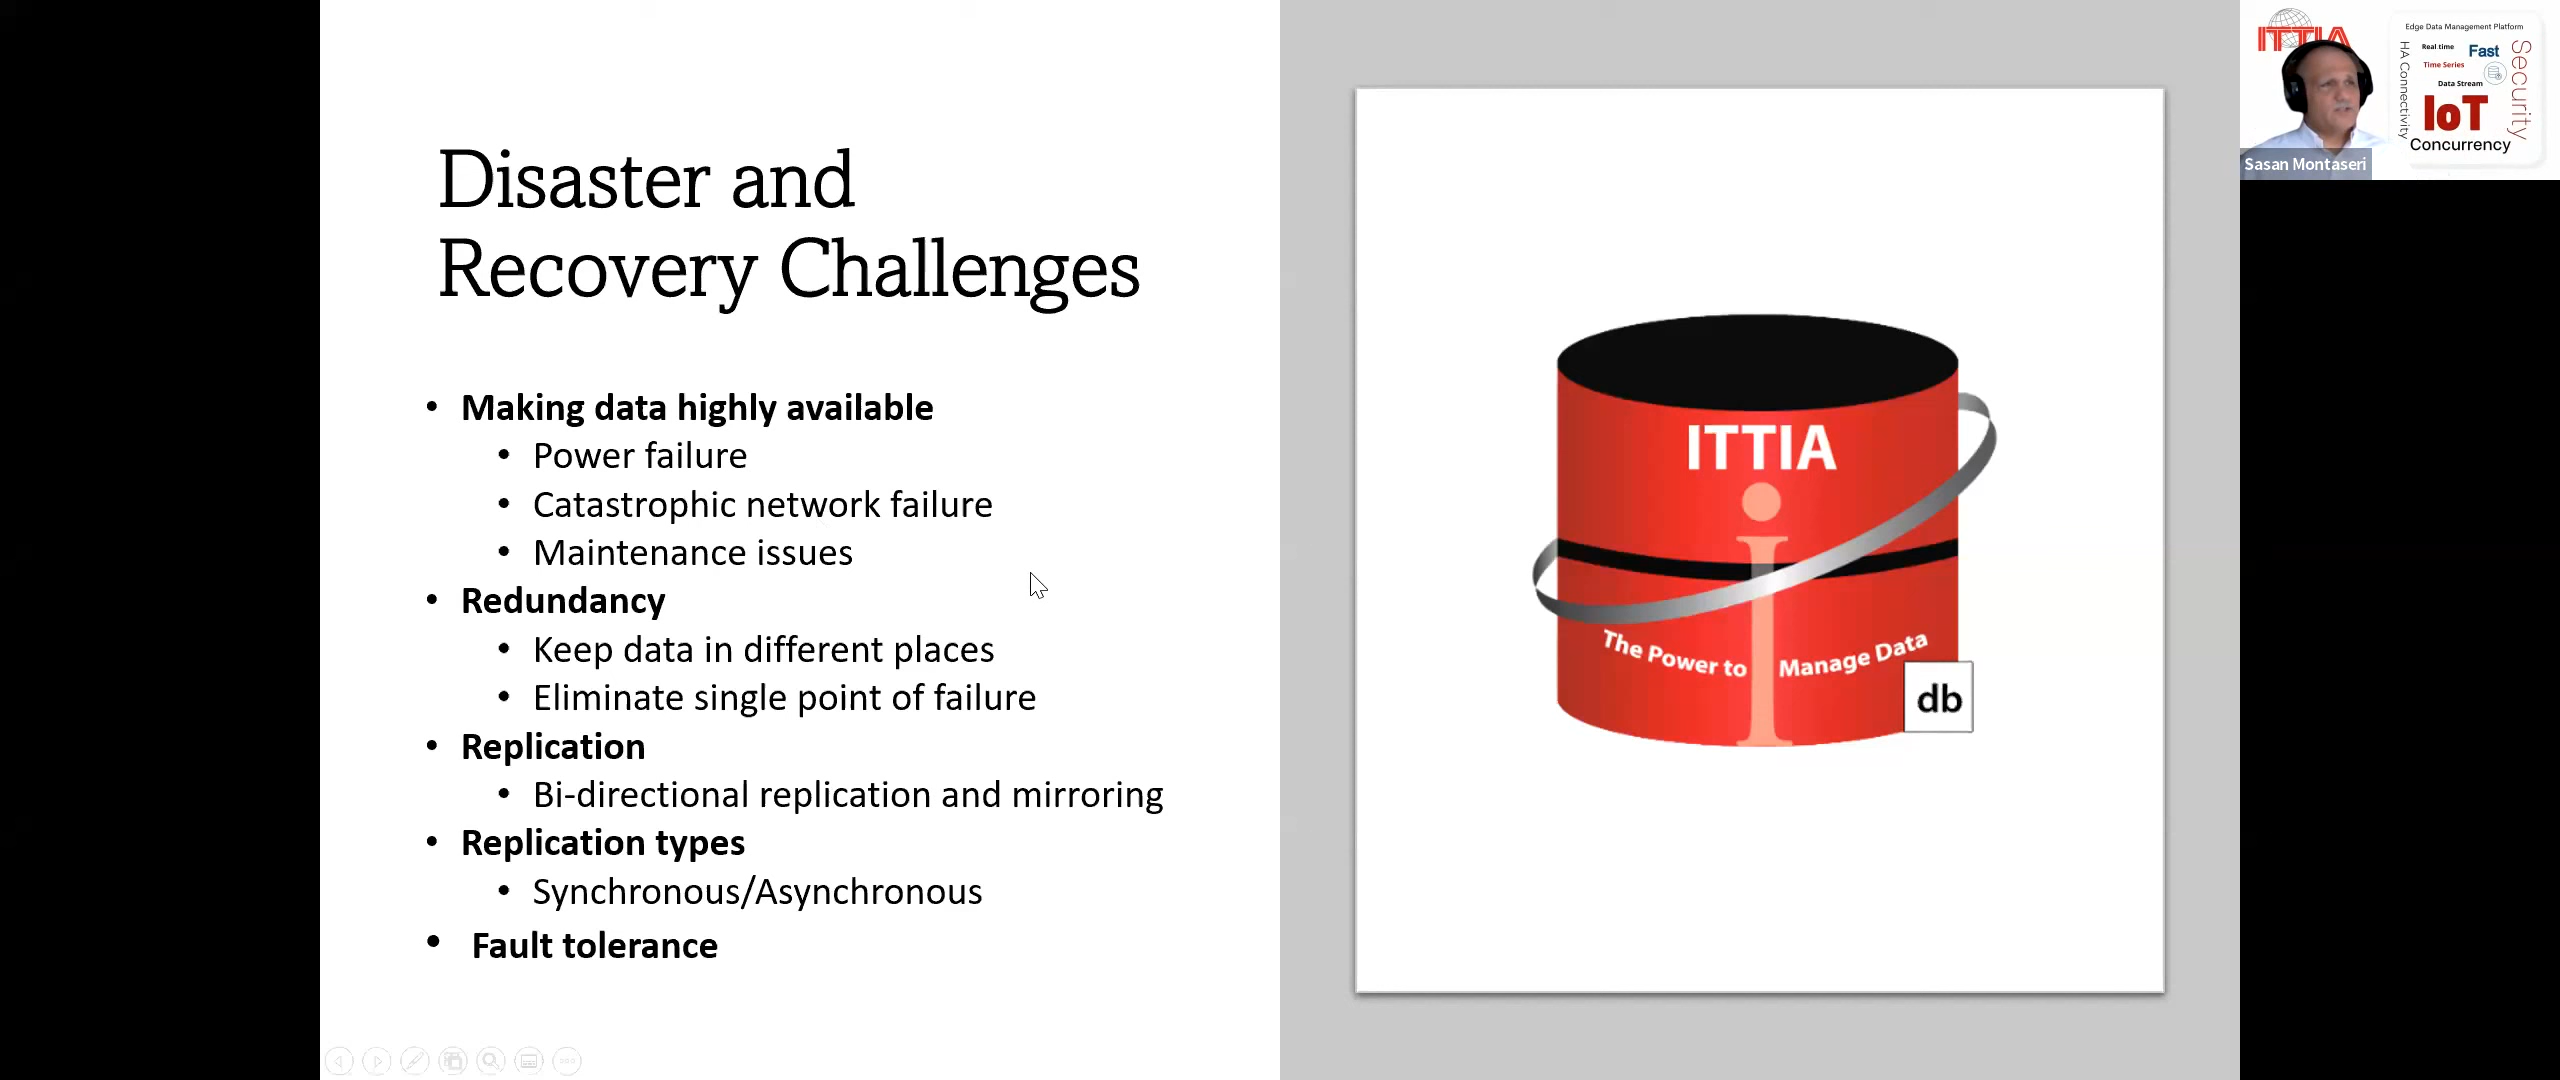 Disaster and
Recovery Challenges
• Making data highly available
• Power failure
• Catastrophic network failure
• Maintenance issues
• Redundancy
• Keep data in different places
• Eliminate single point of failure
• Replication
• Bi-directional replication and mirroring
• Replication types
• Synchronous/Asynchronous
• Fault tolerance
ITTIA
i
The Power to Manage Data
db
ITTIA
Sasan Montaseri
Edge Data Management Platform
HA Connectivity
Real time
Fast
Time Series
Data Stream
IoT
Concurrency
Security